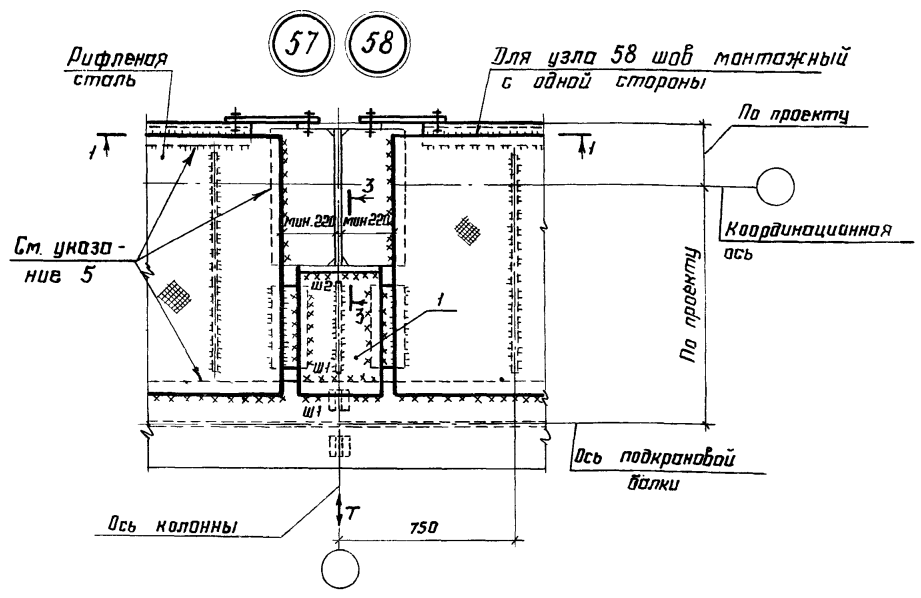 57 58
Рифленая
сталь
Для узла 58 шов монтажный
с одной стороны
По проекту
1
1
3
мин.220
мин.220
Координационная
ось
См. указа-
ние 5
Ш2
3
1
По проекту
Ш1
Ш1
Ось подкрановой
балки
Ось колонны
Т
750